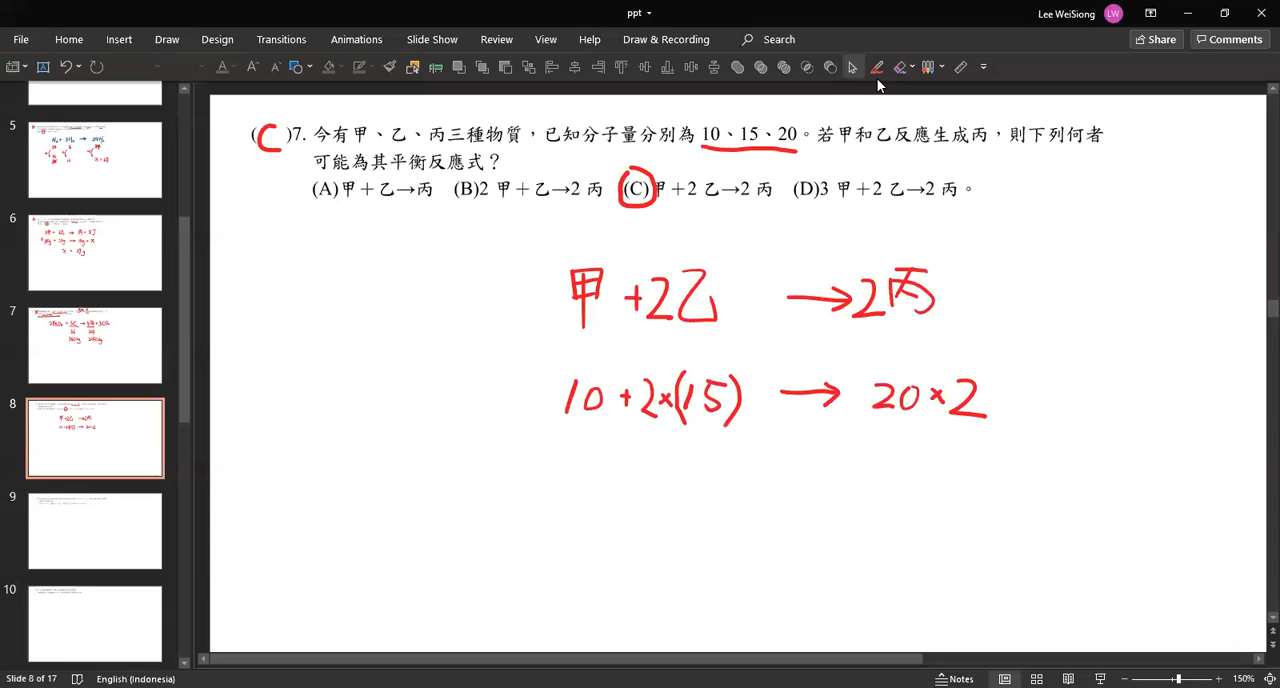 ppt
Lee WeiSiong LW
File Home Insert Draw Design Transitions Animations Slide Show Review View Help Draw & Recording Search Share Comments
5
6
7
8
9
10
( C )7. 今有甲、乙、丙三種物質，已知分子量分別為 10、15、20。若甲和乙反應生成丙，則下列何者
可能為其平衡反應式？
(A)甲＋乙→丙 (B)2 甲＋乙→2 丙 (C)甲＋2 乙→2 丙 (D)3 甲＋2 乙→2 丙。
甲 +2乙 → 2丙
10 + 2×(15) → 20×2
Slide 8 of 17 English (Indonesia) Notes 150%